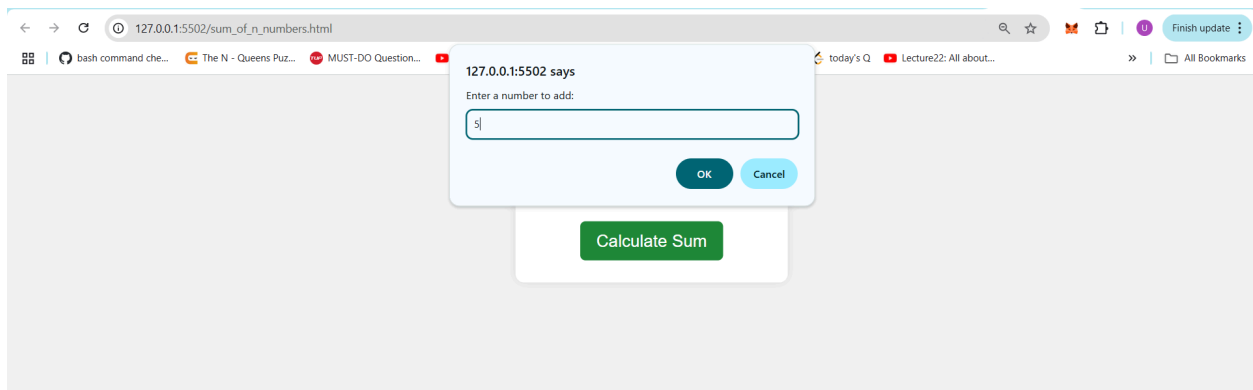 127.0.0.1:5502/sum_of_n_numbers.html
U
Finish update
bash command che...
The N - Queens Puz...
MUST-DO Question...
today's Q
Lecture22: All about...
»
All Bookmarks
127.0.0.1:5502 says
Enter a number to add:
5
OK
Cancel
Calculate Sum